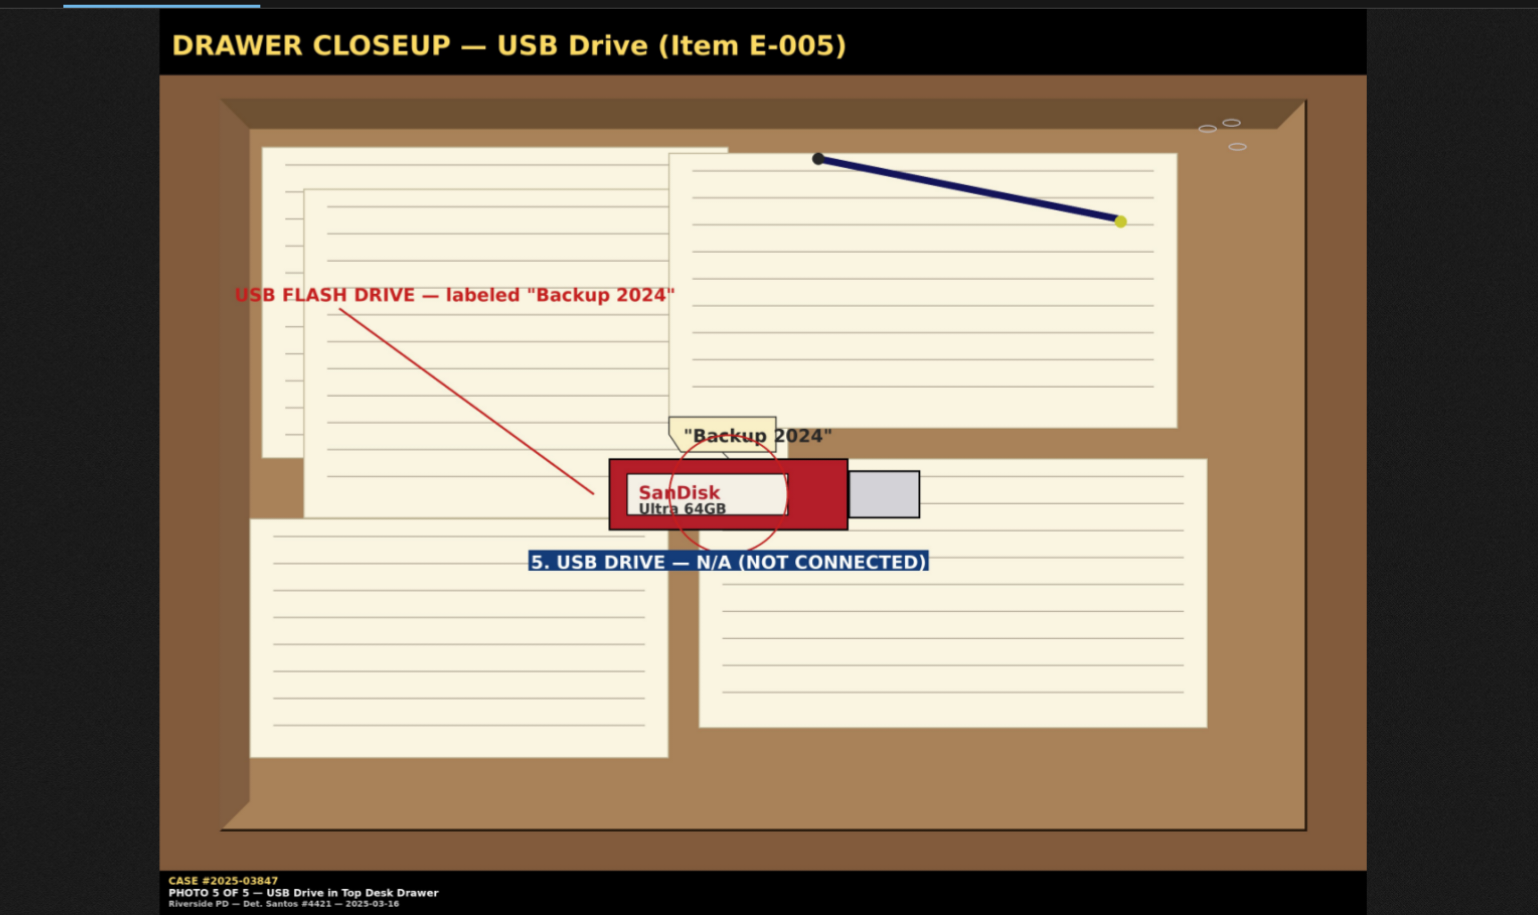 DRAWER CLOSEUP — USB Drive (Item E-005)
USB FLASH DRIVE — labeled "Backup 2024"
"Backup 2024"
SanDisk
Ultra 64GB
5. USB DRIVE — N/A (NOT CONNECTED)
CASE #2025-03847
PHOTO 5 OF 5 — USB Drive in Top Desk Drawer
Riverside PD — Det. Santos #4421 — 2025-03-16